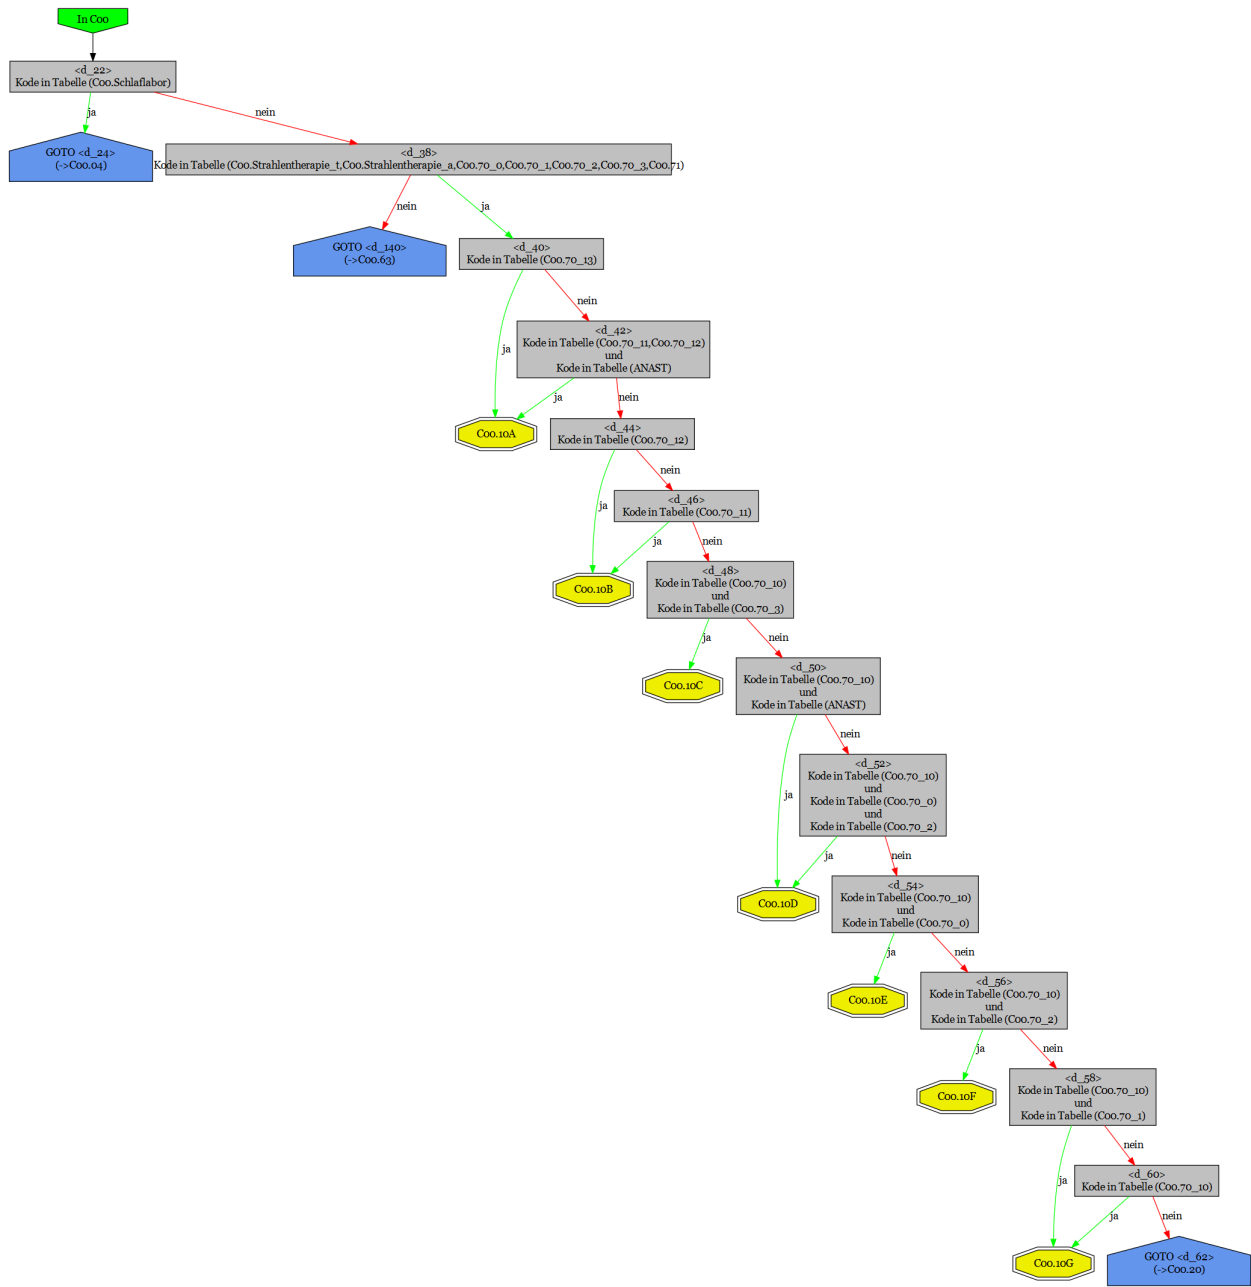 In C00
<d_22>
Kode in Tabelle (C00.Schlaflabor)
ja
nein
GOTO <d_24>
(->C00.04)
<d_38>
Kode in Tabelle (C00.Strahlentherapie_t,C00.Strahlentherapie_a,C00.70_0,C00.70_1,C00.70_2,C00.70_3,C00.71)
nein
ja
GOTO <d_140>
(->C00.63)
<d_40>
Kode in Tabelle (C00.70_13)
nein
ja
<d_42>
Kode in Tabelle (C00.70_11,C00.70_12)
und
Kode in Tabelle (ANAST)
ja
nein
C00.10A
<d_44>
Kode in Tabelle (C00.70_12)
nein
ja
<d_46>
Kode in Tabelle (C00.70_11)
ja
nein
C00.10B
<d_48>
Kode in Tabelle (C00.70_10)
und
Kode in Tabelle (C00.70_3)
ja
nein
C00.10C
<d_50>
Kode in Tabelle (C00.70_10)
und
Kode in Tabelle (ANAST)
nein
ja
<d_52>
Kode in Tabelle (C00.70_10)
und
Kode in Tabelle (C00.70_0)
und
Kode in Tabelle (C00.70_2)
ja
nein
C00.10D
<d_54>
Kode in Tabelle (C00.70_10)
und
Kode in Tabelle (C00.70_0)
ja
nein
C00.10E
<d_56>
Kode in Tabelle (C00.70_10)
und
Kode in Tabelle (C00.70_2)
ja
nein
C00.10F
<d_58>
Kode in Tabelle (C00.70_10)
und
Kode in Tabelle (C00.70_1)
nein
ja
<d_60>
Kode in Tabelle (C00.70_10)
ja
nein
C00.10G
GOTO <d_62>
(->C00.20)